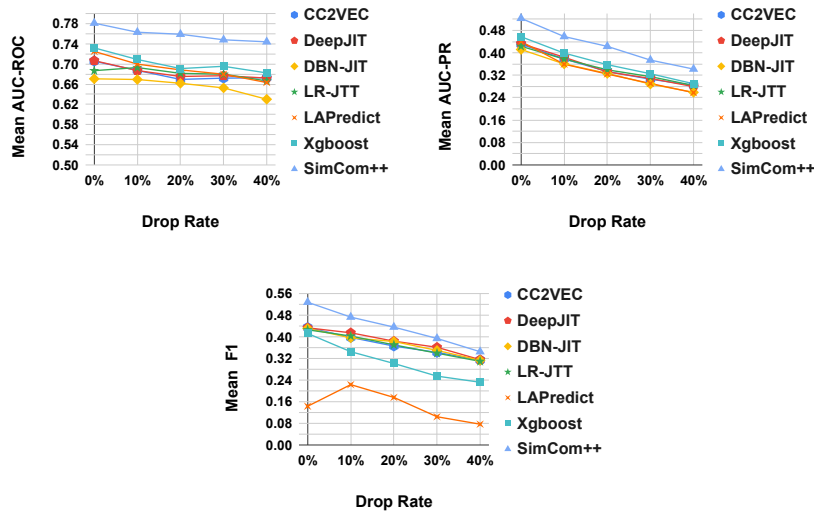 Mean AUC-ROC
0.78
0.74
0.70
0.66
0.62
0.58
0.54
0.50
0% 10% 20% 30% 40%
Drop Rate
CC2VEC
DeepJIT
DBN-JIT
LR-JTT
LAPredict
Xgboost
SimCom++
Mean AUC-PR
0.48
0.40
0.32
0.24
0.16
0.08
0.00
0% 10% 20% 30% 40%
Drop Rate
CC2VEC
DeepJIT
DBN-JIT
LR-JTT
LAPredict
Xgboost
SimCom++
Mean F1
0.56
0.48
0.40
0.32
0.24
0.16
0.08
0.00
0% 10% 20% 30% 40%
Drop Rate
CC2VEC
DeepJIT
DBN-JIT
LR-JTT
LAPredict
Xgboost
SimCom++